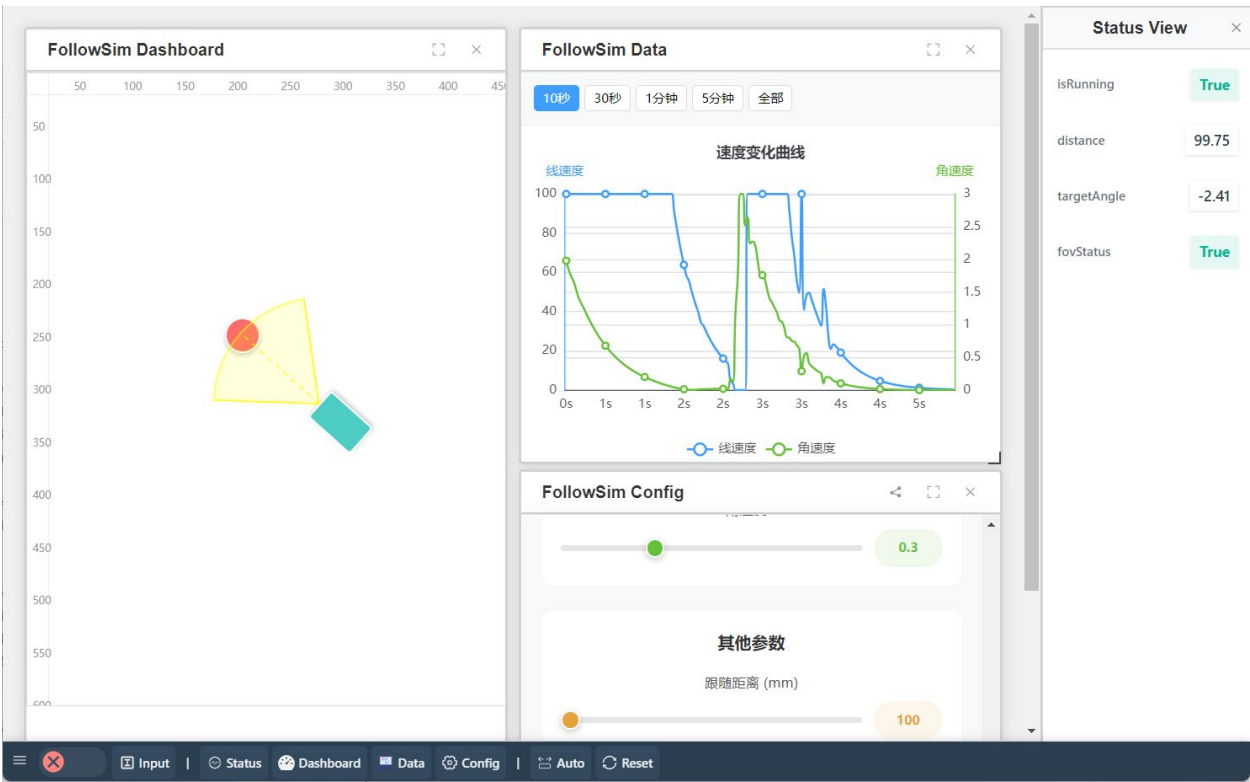 FollowSim Dashboard
50 100 150 200 250 300 350 400
50
100
150
200
250
300
350
400
450
500
550
600
FollowSim Data
10秒 30秒 1分钟 5分钟 全部
速度变化曲线
线速度 角速度
100 3
80 2.5
60 2
40 1.5
20 1
0 0.5
0
0s 1s 1s 2s 2s 3s 3s 4s 4s 5s
线速度 角速度
FollowSim Config
0.3
其他参数
跟随距离 (mm)
100
Status View
isRunning True
distance 99.75
targetAngle -2.41
fovStatus True
Input | Status Dashboard Data Config | Auto Reset